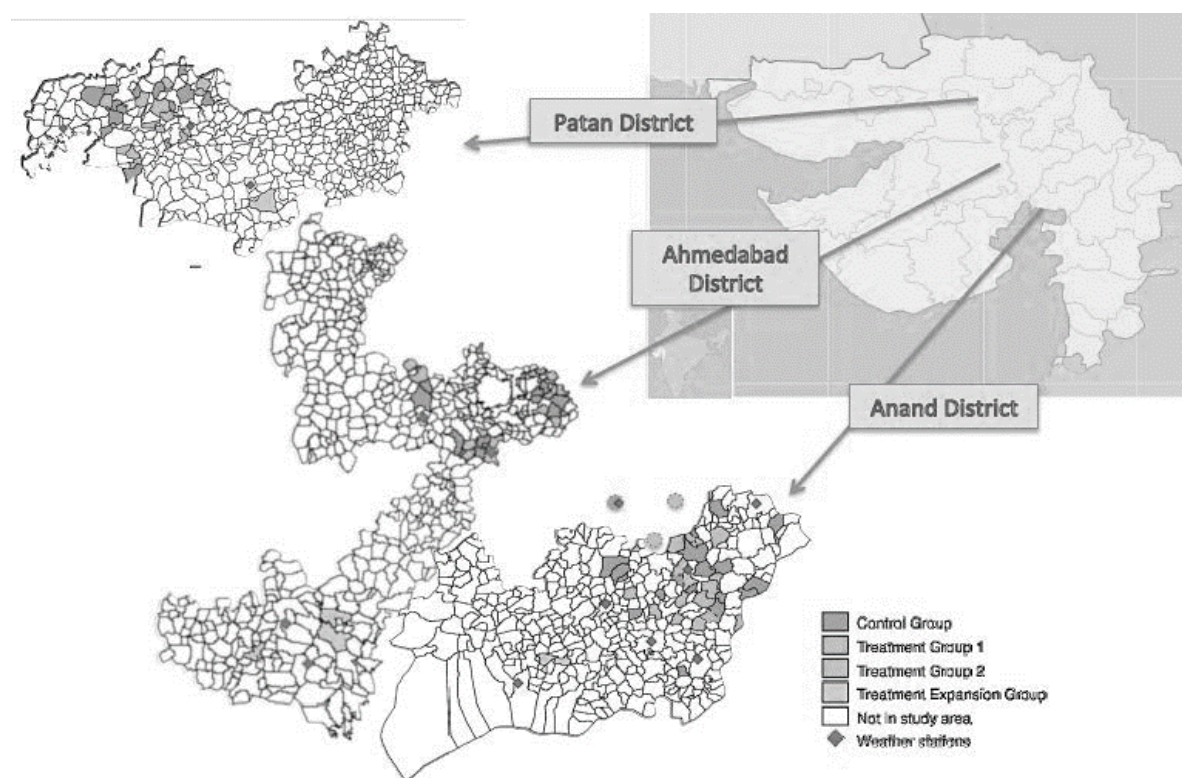 Patan District
Ahmedabad
District
Anand District
Control Group
Treatment Group 1
Treatment Group 2
Treatment Expansion Group
Not in study area
Weather stations